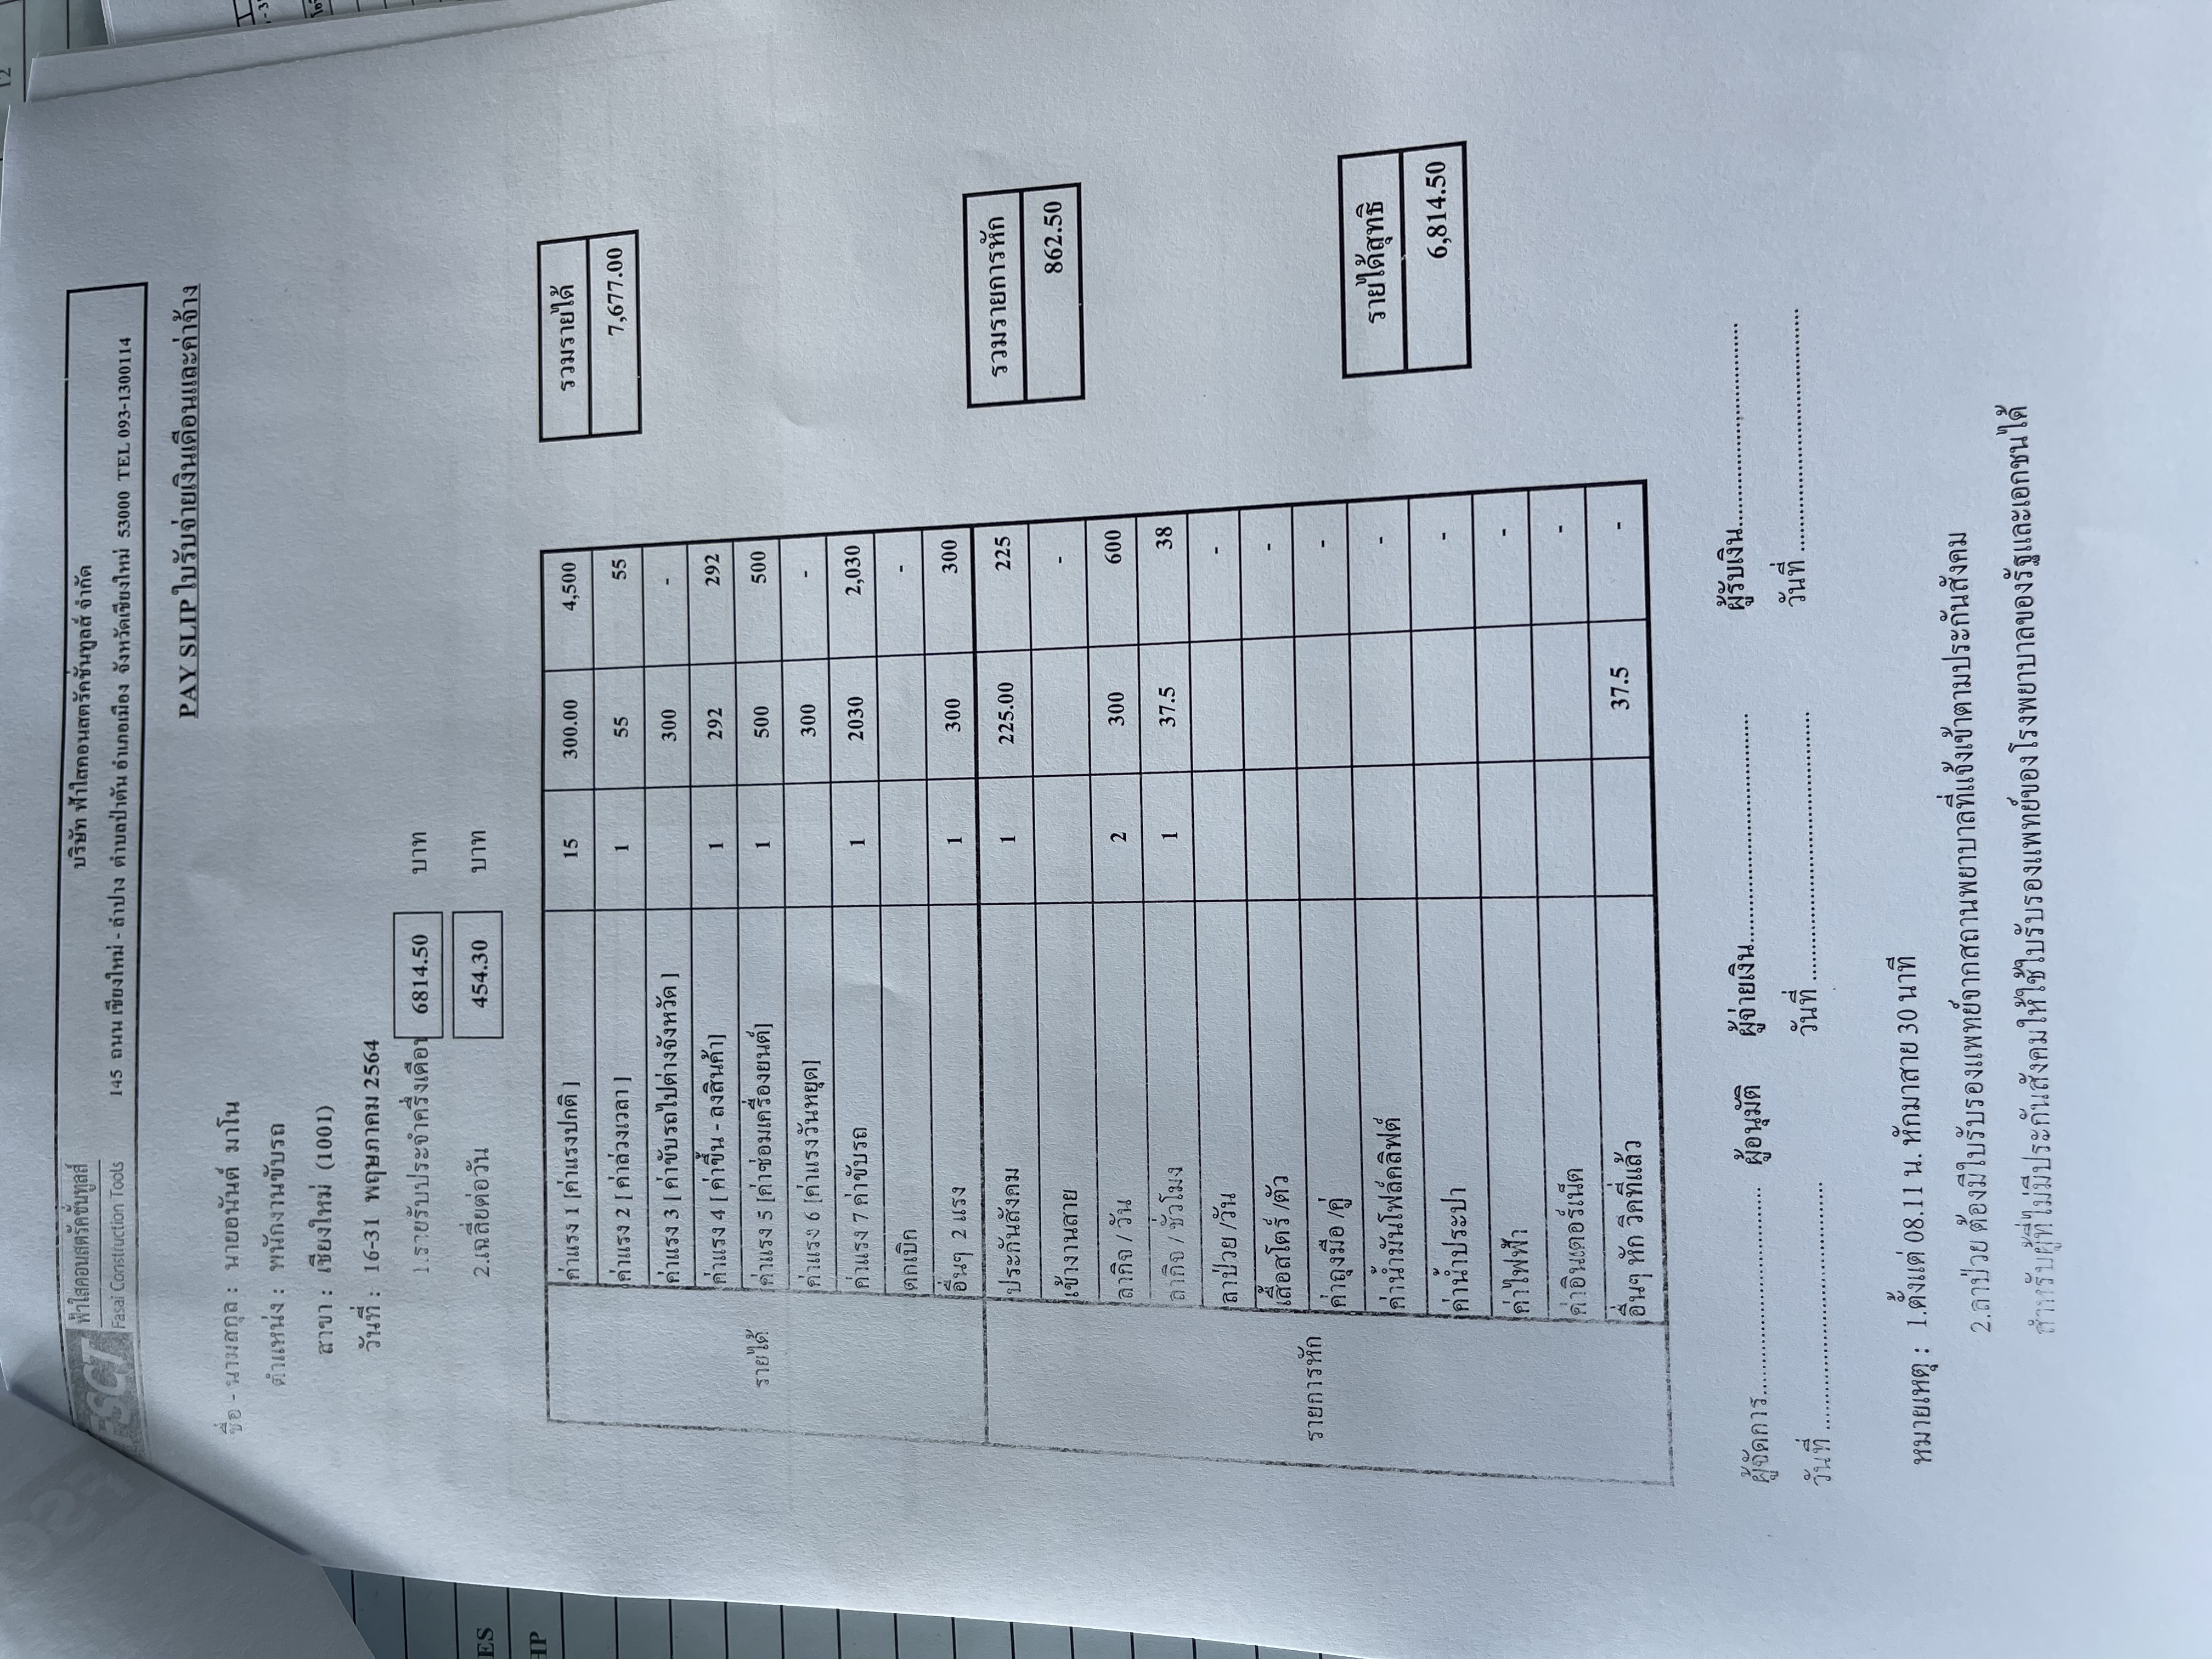 FSCT ฟ้าใสคอนสตรัคชั่นทูลส์
Fasai Construction Tools
บริษัท ฟ้าใสคอนสตรัคชั่นทูลส์ จำกัด
145 ถนน เชียงใหม่ - ลำปาง ตำบลป่าตัน อำเภอเมือง จังหวัดเชียงใหม่ 53000 TEL 093-1300114
PAY SLIP ใบรับจ่ายเงินเดือนและค่าจ้าง
ชื่อ - นามสกุล : นายอนันต์ มาโน
ตำแหน่ง : พนักงานขับรถ
สาขา : เชียงใหม่ (1001)
วันที่ : 16-31 พฤษภาคม 2564
1.รายรับประจำครึ่งเดือน 6814.50 บาท
2.เฉลี่ยต่อวัน 454.30 บาท
รายได้
ค่าแรง 1 [ค่าแรงปกติ ] 15 300.00 4,500
ค่าแรง 2 [ ค่าล่วงเวลา ] 1 55 55
ค่าแรง 3 [ ค่าขับรถไปต่างจังหวัด ] 300 -
ค่าแรง 4 [ ค่าขึ้น - ลงสินค้า] 1 292 292
ค่าแรง 5 [ค่าซ่อมเครื่องยนต์] 1 500 500
ค่าแรง 6 [ค่าแรงวันหยุด] 300 -
ค่าแรง 7 ค่าขับรถ 1 2030 2,030
ตกเบิก -
อื่นๆ 2 แรง 1 300 300
รวมรายได้
7,677.00
รายการหัก
ประกันสังคม 1 225.00 225
เข้างานสาย -
ลากิจ / วัน 2 300 600
ลากิจ / ชั่วโมง 1 37.5 38
ลาป่วย /วัน -
เสื้อสโตร์ /ตัว -
ค่าถุงมือ /คู่ -
ค่าน้ำมันโฟล์คลิฟต์ -
ค่าน้ำประปา -
ค่าไฟฟ้า -
ค่าอินเตอร์เน็ต -
อื่นๆ หัก วีคที่แล้ว 37.5 -
รวมรายการหัก
862.50
รายได้สุทธิ
6,814.50
ผู้จัดการ................................. ผู้อนุมัติ ผู้จ่ายเงิน..................................... ผู้รับเงิน.................................
วันที่ ........................................ วันที่ ........................................... วันที่ .......................................
หมายเหตุ : 1.ตั้งแต่ 08.11 น. หักมาสาย 30 นาที
2.ลาป่วย ต้องมีใบรับรองแพทย์จากสถานพยาบาลที่แจ้งเข้าตามประกันสังคม
สำหรับผู้ที่ไม่มีประกันสังคมให้ใช้ใบรับรองแพทย์ของโรงพยาบาลของรัฐและเอกชนได้
ES
HP
12